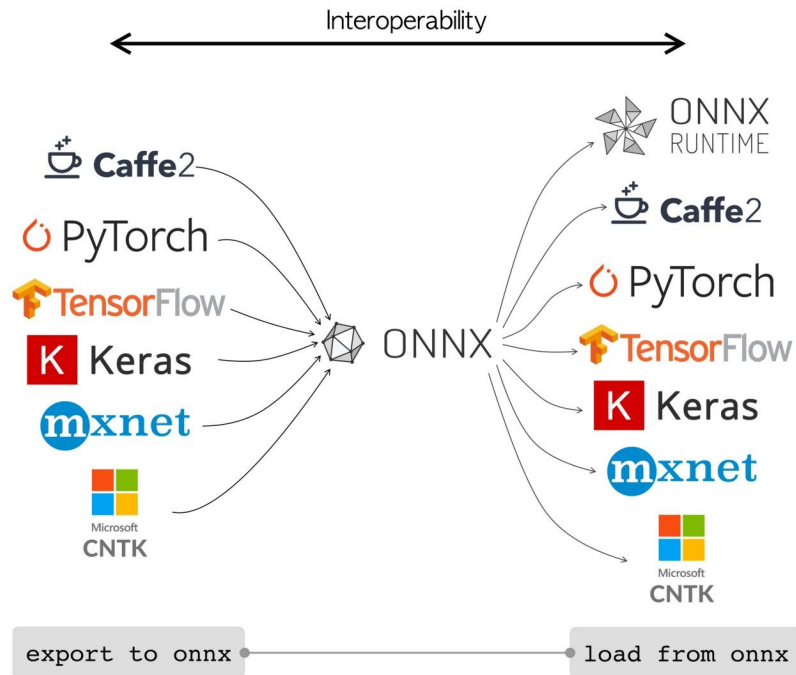 Interoperability
Caffe2
PyTorch
TensorFlow
K Keras
mxnet
Microsoft
CNTK
ONNX
ONNX
RUNTIME
Caffe2
PyTorch
TensorFlow
K Keras
mxnet
Microsoft
CNTK
export to onnx
load from onnx